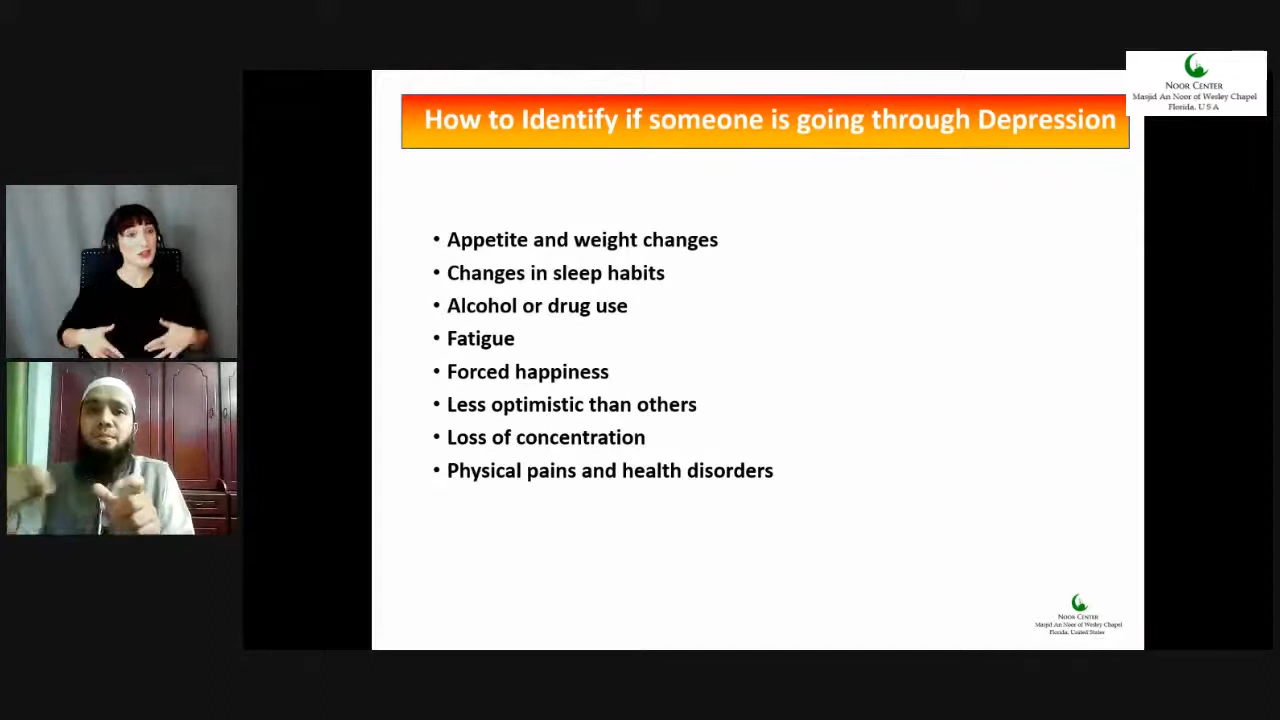 NOOR CENTER
Masjid An Noor of Wesley Chapel
Florida, U S A
How to Identify if someone is going through Depression
• Appetite and weight changes
• Changes in sleep habits
• Alcohol or drug use
• Fatigue
• Forced happiness
• Less optimistic than others
• Loss of concentration
• Physical pains and health disorders
NOOR CENTER
Masjid An Noor of Wesley Chapel
Florida, United States